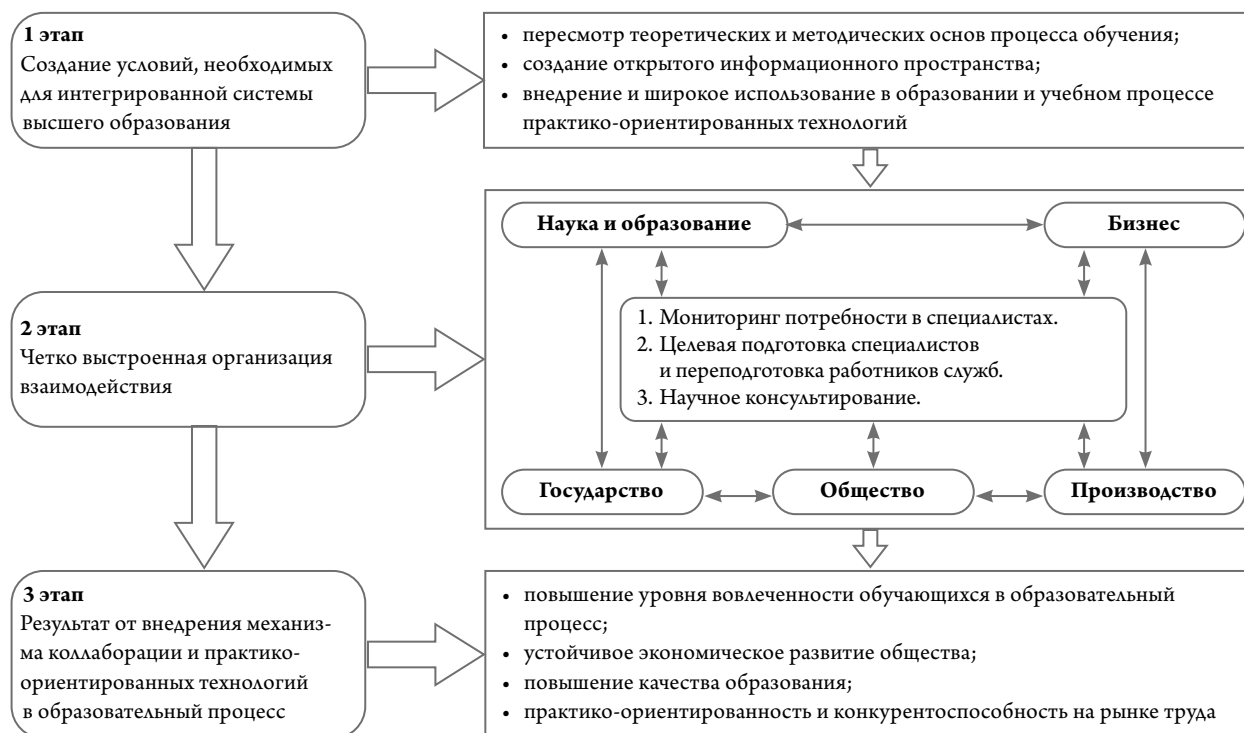 1 этап
Создание условий, необходимых
для интегрированной системы
высшего образования
• пересмотр теоретических и методических основ процесса обучения;
• создание открытого информационного пространства;
• внедрение и широкое использование в образовании и учебном процессе
практико-ориентированных технологий
2 этап
Четко выстроенная организация
взаимодействия
Наука и образование
Бизнес
1. Мониторинг потребности в специалистах.
2. Целевая подготовка специалистов
и переподготовка работников служб.
3. Научное консультирование.
Государство
Общество
Производство
3 этап
Результат от внедрения механиз-
ма коллаборации и практико-
ориентированных технологий
в образовательный процесс
• повышение уровня вовлеченности обучающихся в образовательный
процесс;
• устойчивое экономическое развитие общества;
• повышение качества образования;
• практико-ориентированность и конкурентоспособность на рынке труда